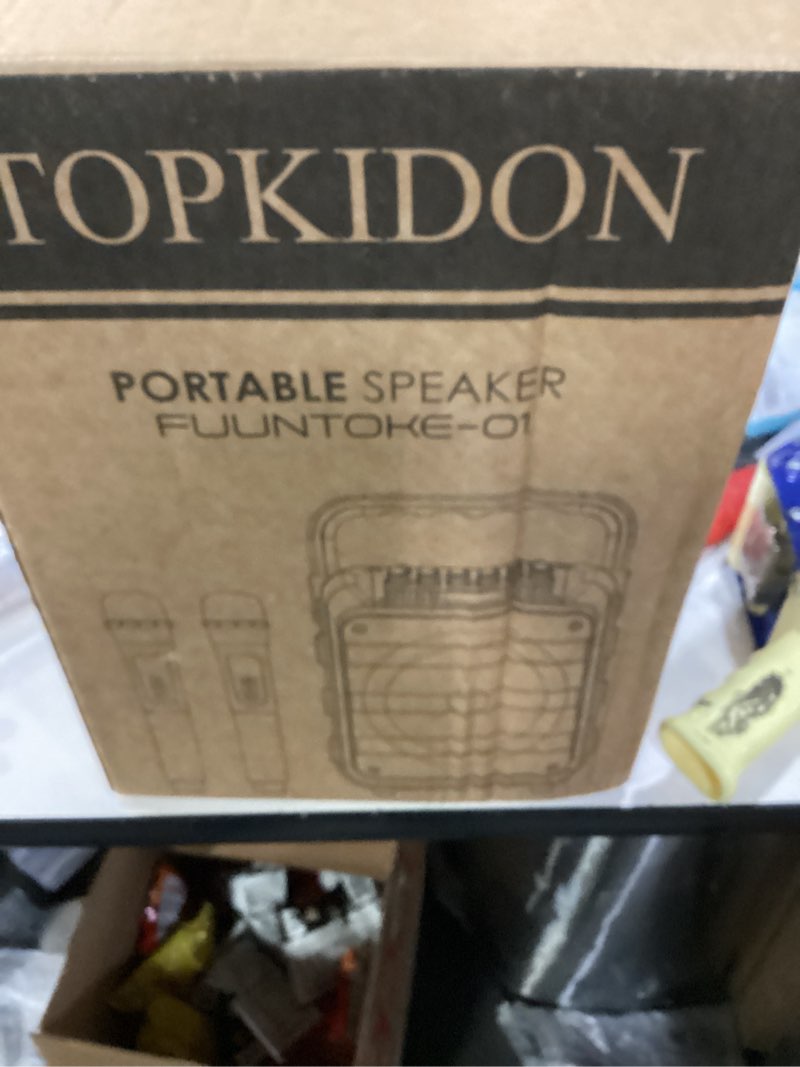 TOPKIDON
PORTABLE SPEAKER
FUUNTOKE-01